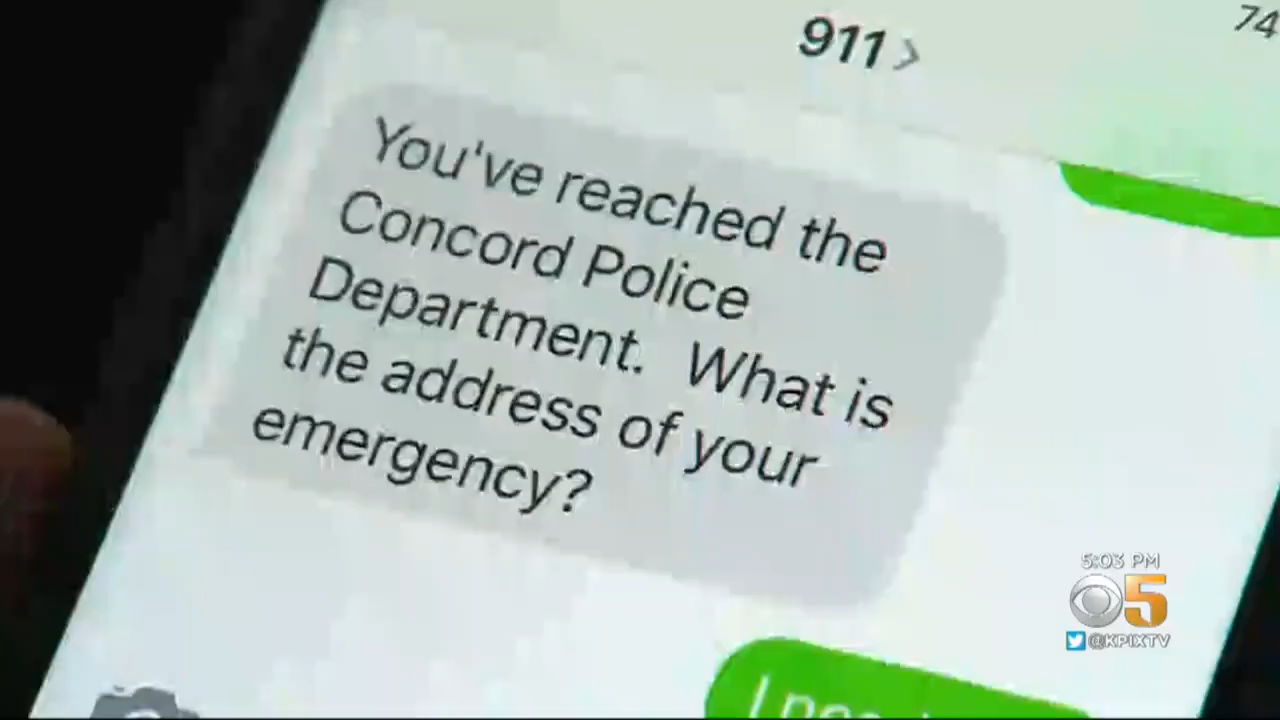 911 >
74
You've reached the
Concord Police
Department. What is
the address of your
emergency?
I need
5:03 PM
5
@KPIXTV